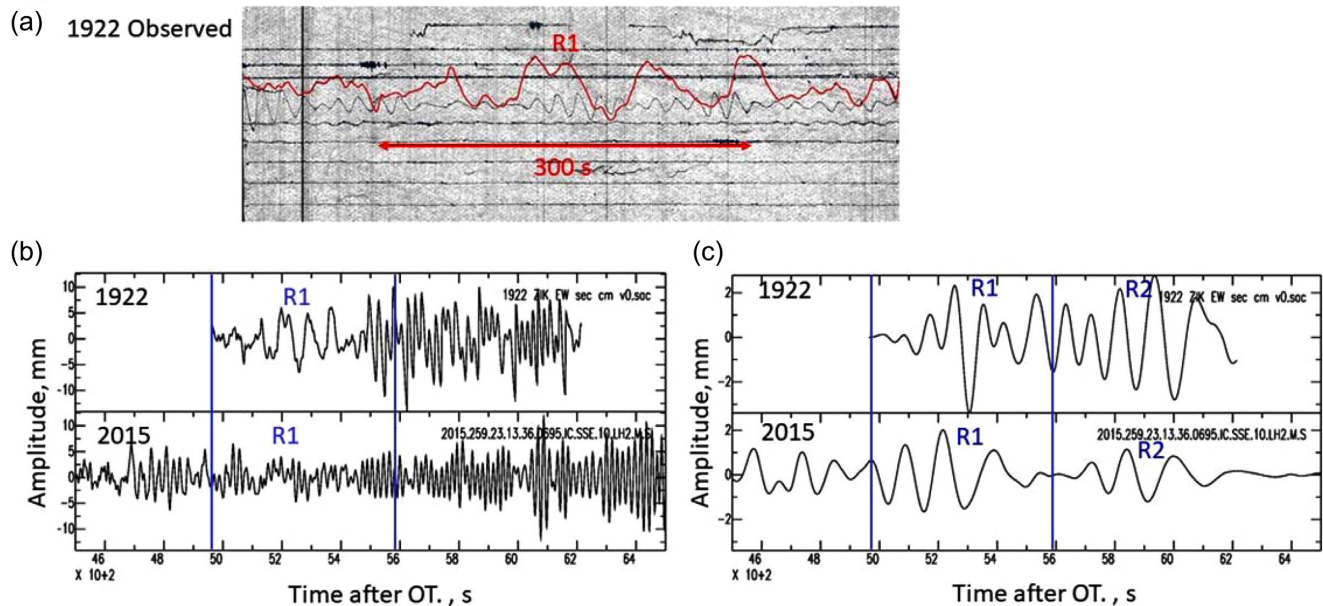 (a)
1922 Observed
R1
300 s
(b)
(c)
Amplitude, mm
10
5
0
-5
-10
1922
R1
1922 ZIK EW sec cm v0.soc
10
5
0
-5
-10
2015
R1
2015.259.23.13.36.0695.IC.SSE.10.LH2.M.S
46 48 50 52 54 56 58 60 62 64
X 10+2
Time after OT. , s
Amplitude, mm
2
0
-2
1922
R1
R2
1922 ZIK EW sec cm v0.soc
2
0
-2
2015
R1
R2
2015.259.23.13.36.0695.IC.SSE.10.LH2.M.S
46 48 50 52 54 56 58 60 62 64
X 10+2
Time after OT. , s